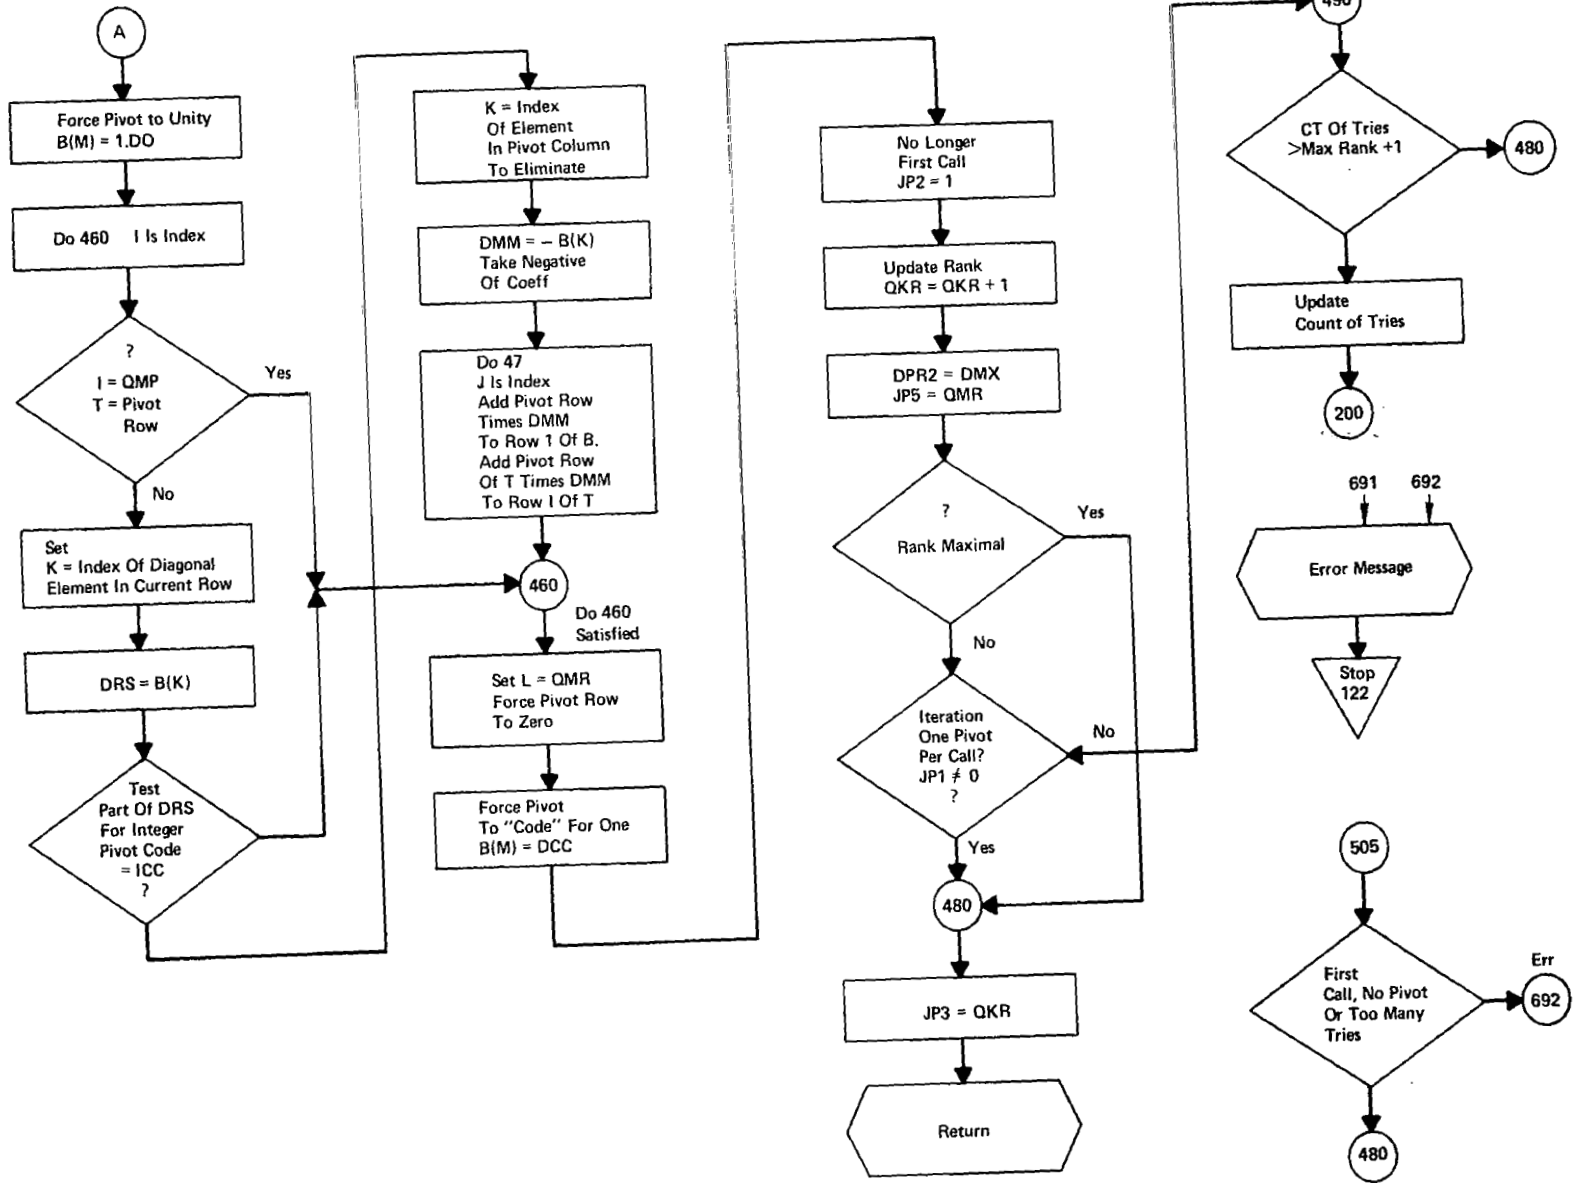 A
Force Pivot to Unity
B(M) = 1.DO
Do 460 I Is Index
?
I = QMP
T = Pivot
Row
Yes
No
Set
K = Index Of Diagonal
Element In Current Row
DRS = B(K)
Test
Part Of DRS
For Integer
Pivot Code
= ICC
?
K = Index
Of Element
In Pivot Column
To Eliminate
DMM = – B(K)
Take Negative
Of Coeff
Do 47
J Is Index
Add Pivot Row
Times DMM
To Row 1 Of B.
Add Pivot Row
Of T Times DMM
To Row I Of T
460
Do 460
Satisfied
Set L = QMR
Force Pivot Row
To Zero
Force Pivot
To "Code" For One
B(M) = DCC
No Longer
First Call
JP2 = 1
Update Rank
QKR = QKR + 1
DPR2 = DMX
JP5 = QMR
?
Rank Maximal
Yes
No
Iteration
One Pivot
Per Call?
JP1 ≠ 0
?
No
Yes
480
JP3 = QKR
Return
490
CT Of Tries
>Max Rank +1
480
Update
Count of Tries
200
691 692
Error Message
Stop
122
505
First
Call, No Pivot
Or Too Many
Tries
Err
692
480